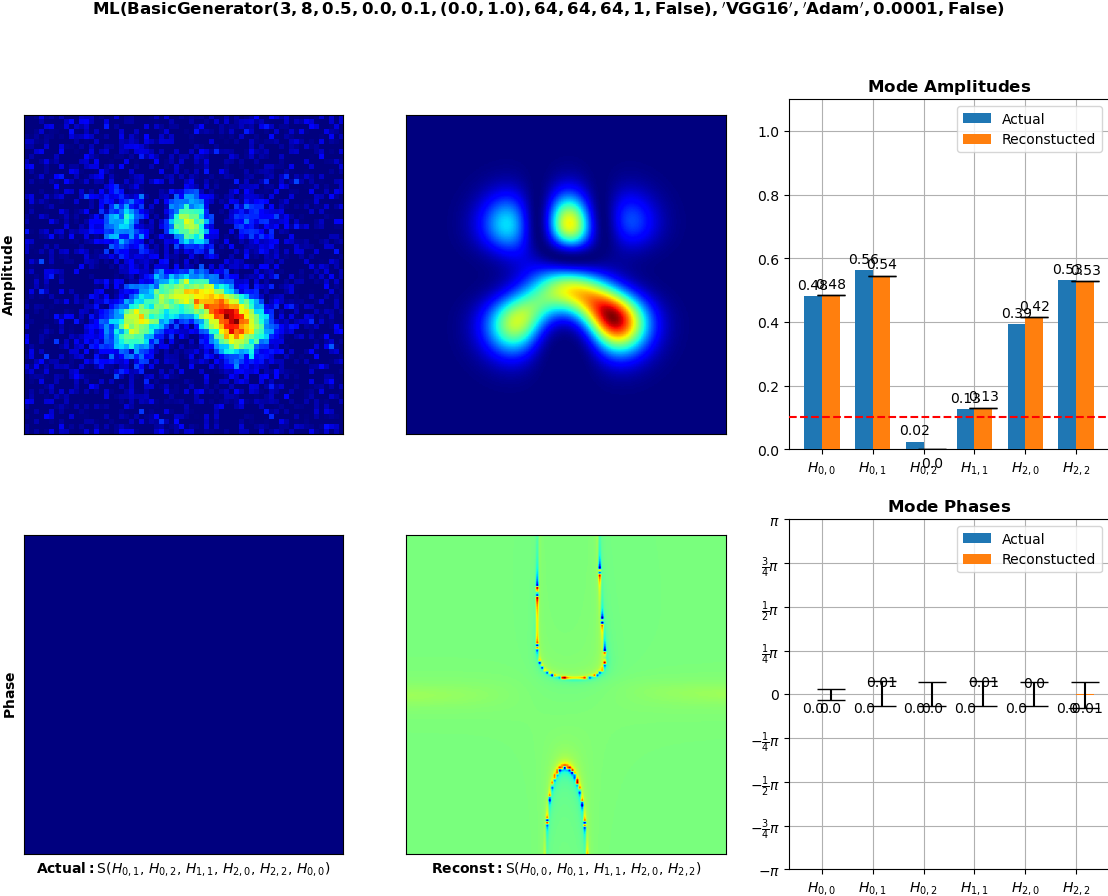 ML(BasicGenerator(3, 8, 0.5, 0.0, 0.1, (0.0, 1.0), 64, 64, 64, 1, False), ′VGG16′, ′Adam′, 0.0001, False)
Amplitude
Mode Amplitudes
Actual
Reconstucted
1.0
0.8
0.6
0.4
0.2
0.0
0.48 0.48
0.56 0.54
0.02 0.0
0.13 0.13
0.39 0.42
0.53 0.53
H0,0 H0,1 H0,2 H1,1 H2,0 H2,2
Phase
Mode Phases
Actual
Reconstucted
π
3/4π
1/2π
1/4π
0
−1/4π
−1/2π
−3/4π
−π
0.0 0.0
0.0 0.01
0.0 0.0
0.0 0.01
0.0 0.0
0.0 -0.01
H0,0 H0,1 H0,2 H1,1 H2,0 H2,2
Actual: S(H0,1, H0,2, H1,1, H2,0, H2,2, H0,0)
Reconst: S(H0,0, H0,1, H1,1, H2,0, H2,2)